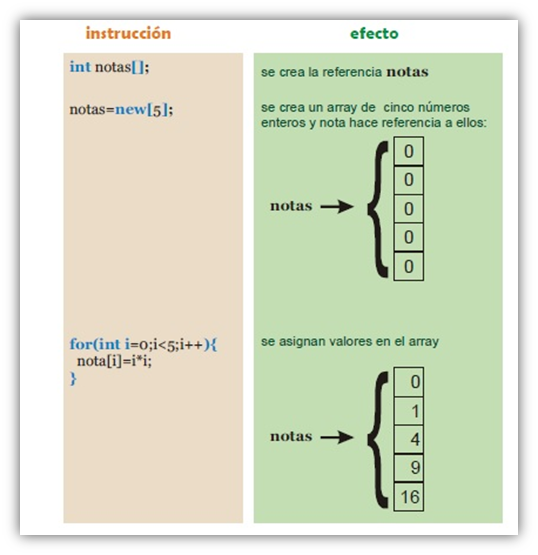 instrucción
efecto
int notas[];
se crea la referencia notas
notas=new[5];
se crea un array de cinco números
enteros y nota hace referencia a ellos:
notas
0
0
0
0
0
for(int i=0;i<5;i++){
nota[i]=i*i;
}
se asignan valores en el array
notas
0
1
4
9
16